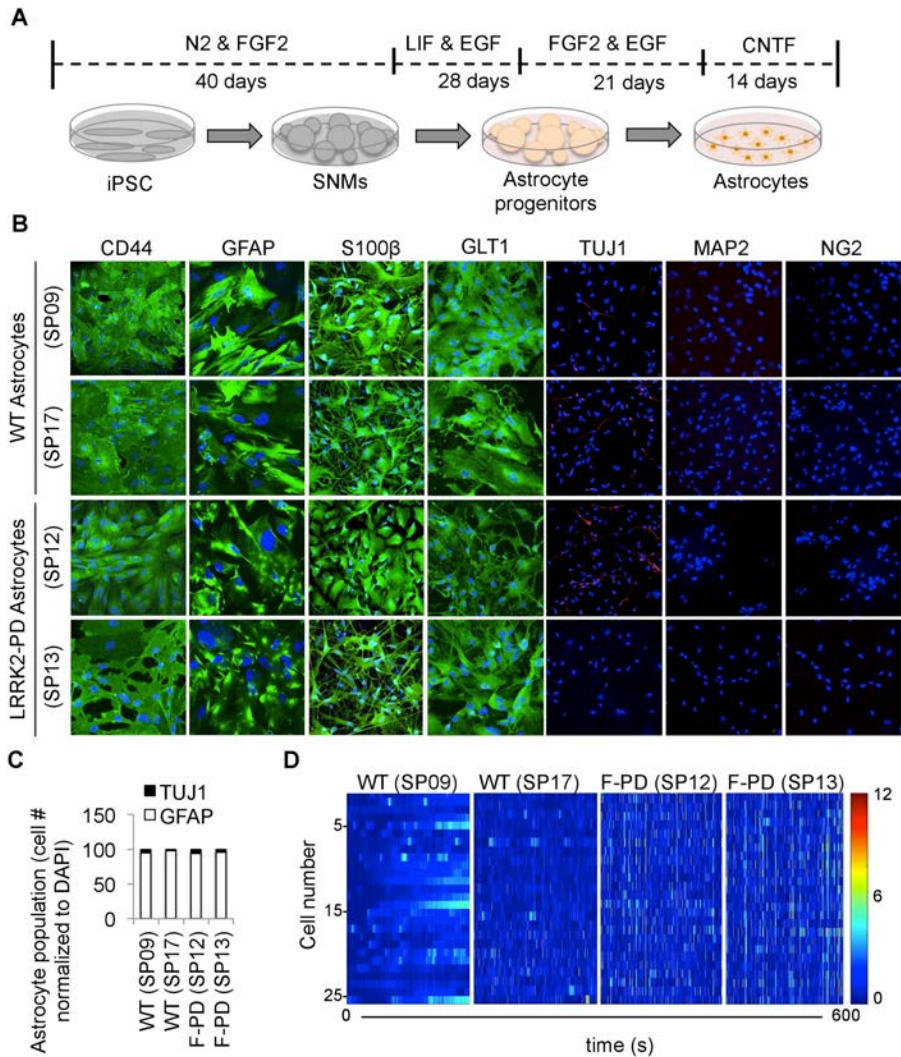 A
N2 & FGF2
LIF & EGF
FGF2 & EGF
CNTF
40 days
28 days
21 days
14 days
iPSC
SNMs
Astrocyte
progenitors
Astrocytes
B
CD44
GFAP
S100β
GLT1
TUJ1
MAP2
NG2
WT Astrocytes
(SP09)
(SP17)
LRRK2-PD Astrocytes
(SP12)
(SP13)
C
TUJ1
GFAP
Astrocyte population (cell #
normalized to DAPI)
150
100
50
0
WT (SP09)
WT (SP17)
F-PD (SP12)
F-PD (SP13)
D
WT (SP09)
WT (SP17)
F-PD (SP12)
F-PD (SP13)
Cell number
5
15
25
0
600
time (s)
12
6
0